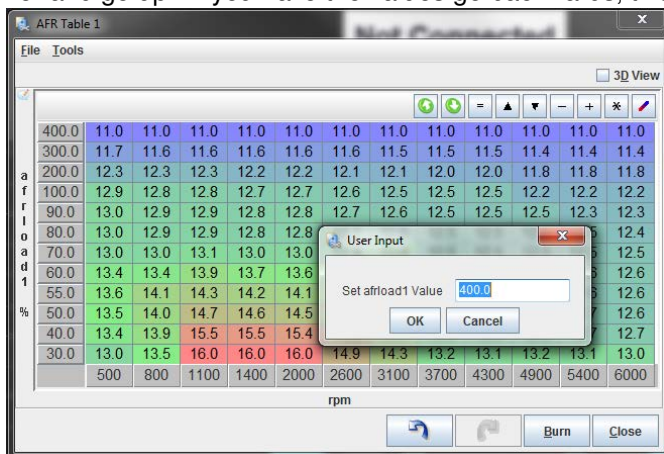 AFR Table 1
Not Connected
File Tools
3D View
= - + *
400.0 11.0 11.0 11.0 11.0 11.0 11.0 11.0 11.0 11.0 11.0 11.0 11.0
300.0 11.7 11.6 11.6 11.6 11.6 11.6 11.5 11.5 11.5 11.4 11.4 11.4
200.0 12.3 12.3 12.3 12.2 12.2 12.1 12.1 12.0 12.0 11.8 11.8 11.8
100.0 12.9 12.8 12.8 12.7 12.7 12.6 12.5 12.5 12.5 12.2 12.2 12.2
90.0 13.0 12.9 12.9 12.8 12.8 12.7 12.6 12.5 12.5 12.5 12.3 12.3
80.0 13.0 12.9 12.9 12.8 12.8 12.4
70.0 13.0 13.0 13.1 13.0 13.0 12.5
60.0 13.4 13.4 13.9 13.7 13.6 12.6
55.0 13.6 14.1 14.3 14.2 14.1 12.6
50.0 13.5 14.0 14.7 14.6 14.5 12.6
40.0 13.4 13.9 15.5 15.5 15.4 12.7
30.0 13.0 13.5 16.0 16.0 16.0 14.9 14.3 13.2 13.1 13.2 13.1 13.0
500 800 1100 1400 2000 2600 3100 3700 4300 4900 5400 6000
rpm
afrload1 %
User Input
Set afrload1 Value 400.0
OK Cancel
Burn Close